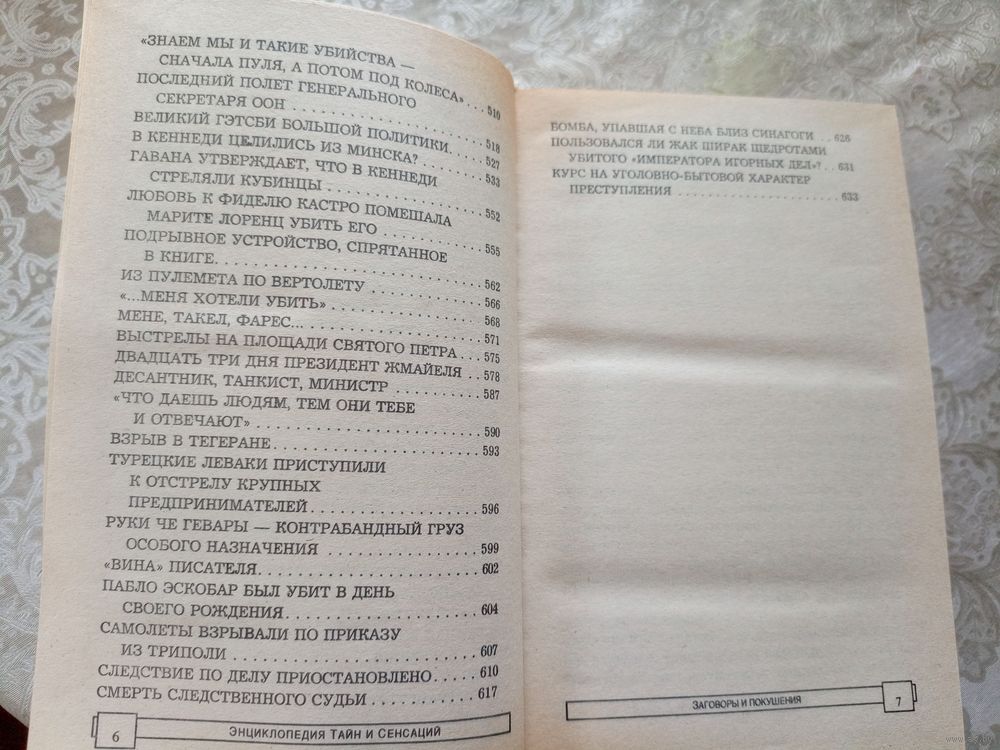 «ЗНАЕМ МЫ И ТАКИЕ УБИЙСТВА —
СНАЧАЛА ПУЛЯ, А ПОТОМ ПОД КОЛЕСА» ... 510
ПОСЛЕДНИЙ ПОЛЕТ ГЕНЕРАЛЬНОГО
СЕКРЕТАРЯ ООН ........................ 518
ВЕЛИКИЙ ГЭТСБИ БОЛЬШОЙ ПОЛИТИКИ. 527
В КЕННЕДИ ЦЕЛИЛИСЬ ИЗ МИНСКА? ....... 533
ГАВАНА УТВЕРЖДАЕТ, ЧТО В КЕННЕДИ
СТРЕЛЯЛИ КУБИНЦЫ .................... 552
ЛЮБОВЬ К ФИДЕЛЮ КАСТРО ПОМЕШАЛА
МАРИТЕ ЛОРЕНЦ УБИТЬ ЕГО ............. 555
ПОДРЫВНОЕ УСТРОЙСТВО, СПРЯТАННОЕ
В КНИГЕ.............................. 562
ИЗ ПУЛЕМЕТА ПО ВЕРТОЛЕТУ ............ 566
«...МЕНЯ ХОТЕЛИ УБИТЬ» .............. 568
МЕНЕ, ТАКЕЛ, ФАРЕС... ............... 571
ВЫСТРЕЛЫ НА ПЛОЩАДИ СВЯТОГО ПЕТРА ... 575
ДВАДЦАТЬ ТРИ ДНЯ ПРЕЗИДЕНТ ЖМАЙЕЛЯ .. 578
ДЕСАНТНИК, ТАНКИСТ, МИНИСТР ......... 587
«ЧТО ДАЕШЬ ЛЮДЯМ, ТЕМ ОНИ ТЕБЕ
И ОТВЕЧАЮТ» ......................... 590
ВЗРЫВ В ТЕГЕРАНЕ..................... 593
ТУРЕЦКИЕ ЛЕВАКИ ПРИСТУПИЛИ
К ОТСТРЕЛУ КРУПНЫХ
ПРЕДПРИНИМАТЕЛЕЙ..................... 596
РУКИ ЧЕ ГЕВАРЫ — КОНТРАБАНДНЫЙ ГРУЗ
ОСОБОГО НАЗНАЧЕНИЯ .................. 599
«ВИНА» ПИСАТЕЛЯ...................... 602
ПАБЛО ЭСКОБАР БЫЛ УБИТ В ДЕНЬ
СВОЕГО РОЖДЕНИЯ...................... 604
САМОЛЕТЫ ВЗРЫВАЛИ ПО ПРИКАЗУ
ИЗ ТРИПОЛИ .......................... 607
СЛЕДСТВИЕ ПО ДЕЛУ ПРИОСТАНОВЛЕНО..... 610
СМЕРТЬ СЛЕДСТВЕННОГО СУДЬИ .......... 617
6 ЭНЦИКЛОПЕДИЯ ТАЙН И СЕНСАЦИЙ
БОМБА, УПАВШАЯ С НЕБА БЛИЗ СИНАГОГИ .. 626
ПОЛЬЗОВАЛСЯ ЛИ ЖАК ШИРАК ЩЕДРОТАМИ
УБИТОГО «ИМПЕРАТОРА ИГОРНЫХ ДЕЛ»? .. 631
КУРС НА УГОЛОВНО-БЫТОВОЙ ХАРАКТЕР
ПРЕСТУПЛЕНИЯ ........................ 633
ЗАГОВОРЫ И ПОКУШЕНИЯ 7